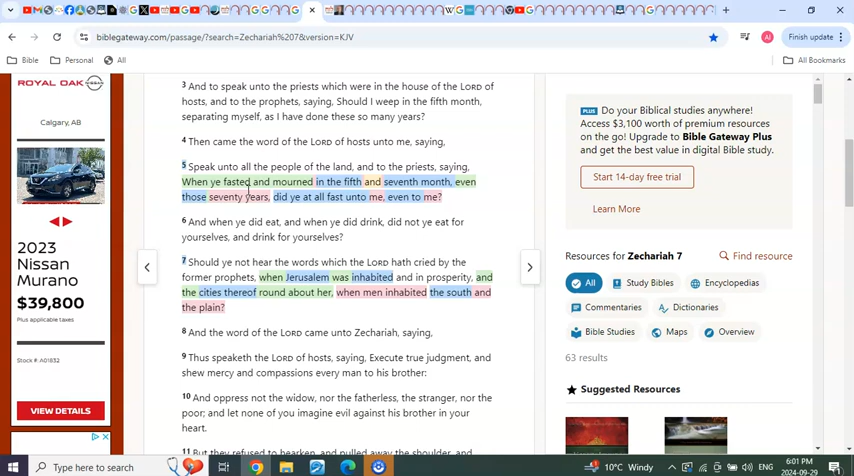 biblegateway.com/passage/?search=Zechariah%207&version=KJV
AI
Finish update
Bible
Personal
All
All Bookmarks
ROYAL OAK
NISSAN
Calgary, AB
2023
Nissan
Murano
$39,800
Plus applicable taxes
Stock #: A01832
VIEW DETAILS
3 And to speak unto the priests which were in the house of the LORD of
hosts, and to the prophets, saying, Should I weep in the fifth month,
separating myself, as I have done these so many years?
4 Then came the word of the LORD of hosts unto me, saying,
5 Speak unto all the people of the land, and to the priests, saying,
When ye fasted and mourned in the fifth and seventh month, even
those seventy years, did ye at all fast unto me, even to me?
6 And when ye did eat, and when ye did drink, did not ye eat for
yourselves, and drink for yourselves?
7 Should ye not hear the words which the LORD hath cried by the
former prophets, when Jerusalem was inhabited and in prosperity, and
the cities thereof round about her, when men inhabited the south and
the plain?
8 And the word of the LORD came unto Zechariah, saying,
9 Thus speaketh the LORD of hosts, saying, Execute true judgment, and
shew mercy and compassions every man to his brother:
10 And oppress not the widow, nor the fatherless, the stranger, nor the
poor; and let none of you imagine evil against his brother in your
heart.
11 But they refused to hearken, and pulled away the shoulder, and
PLUS Do your Biblical studies anywhere!
Access $3,100 worth of premium resources
on the go! Upgrade to Bible Gateway Plus
and get the best value in digital Bible study.
Start 14-day free trial
Learn More
Resources for Zechariah 7
Find resource
All
Study Bibles
Encyclopedias
Commentaries
Dictionaries
Bible Studies
Maps
Overview
63 results
Suggested Resources
Type here to search
10°C Windy
ENG
6:01 PM
2024-09-29